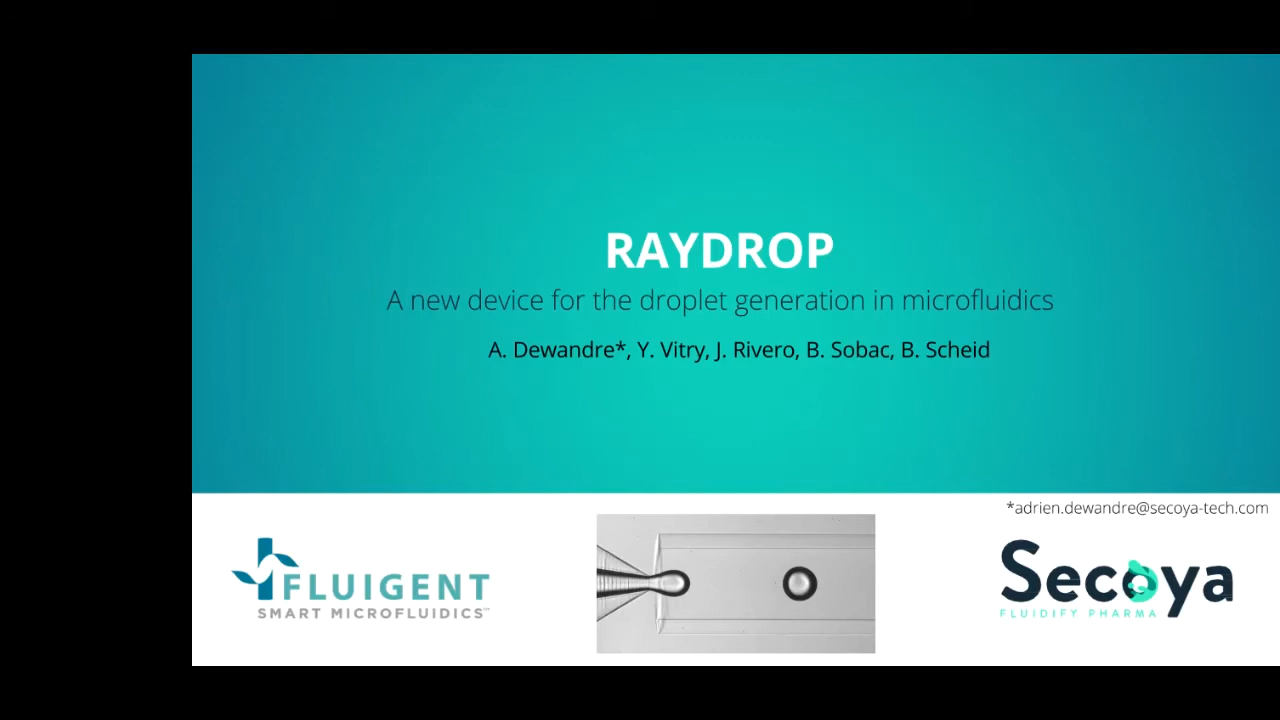 RAYDROP
A new device for the droplet generation in microfluidics
A. Dewandre*, Y. Vitry, J. Rivero, B. Sobac, B. Scheid
*adrien.dewandre@secoya-tech.com
FLUIGENT
SMART MICROFLUIDICS™
Secoya
FLUIDIFY PHARMA